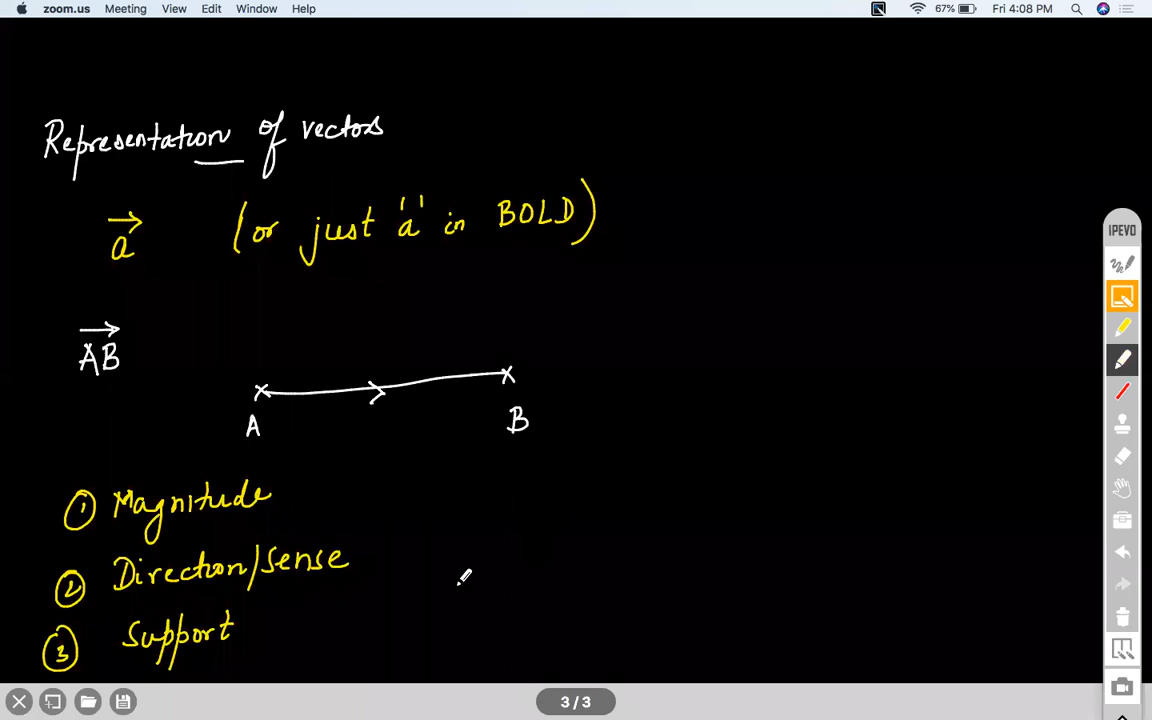 zoom.us Meeting View Edit Window Help 67% Fri 4:08 PM
Representation of vectors
a (or just 'a' in BOLD)
IPEVO
AB
A B
1 Magnitude
2 Direction/Sense
3 Support
3 / 3